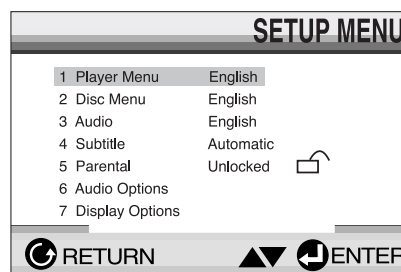 SETUP MENU
1 Player Menu English
2 Disc Menu English
3 Audio English
4 Subtitle Automatic
5 Parental Unlocked
6 Audio Options
7 Display Options
RETURN ENTER